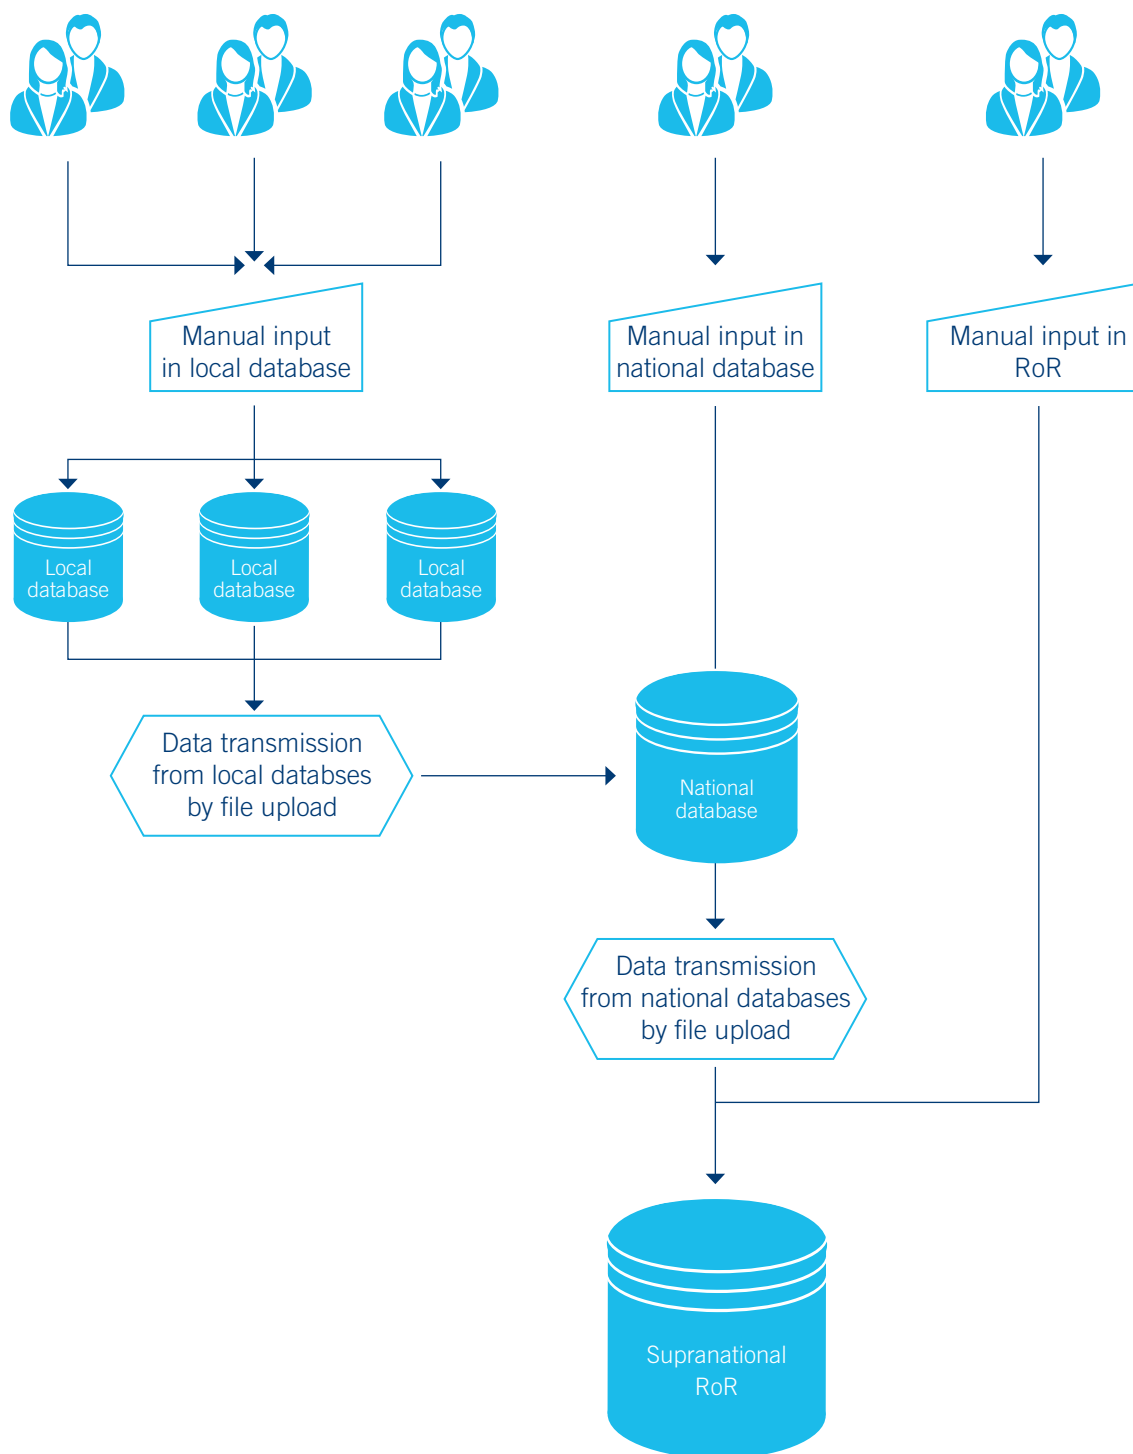 Manual input
in local database
Manual input in
national database
Manual input in
RoR
Local
database
Local
database
Local
database
Data transmission
from local databses
by file upload
National
database
Data transmission
from national databases
by file upload
Supranational
RoR